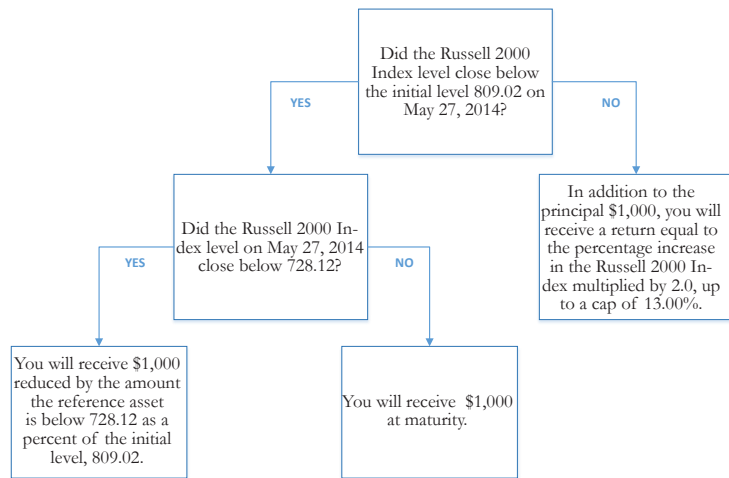 Did the Russell 2000
Index level close below
the initial level 809.02 on
May 27, 2014?
YES
NO
Did the Russell 2000 In-
dex level on May 27, 2014
close below 728.12?
In addition to the
principal $1,000, you will
receive a return equal to
the percentage increase
in the Russell 2000 In-
dex multiplied by 2.0, up
to a cap of 13.00%.
YES
NO
You will receive $1,000
reduced by the amount
the reference asset
is below 728.12 as a
percent of the initial
level, 809.02.
You will receive $1,000
at maturity.